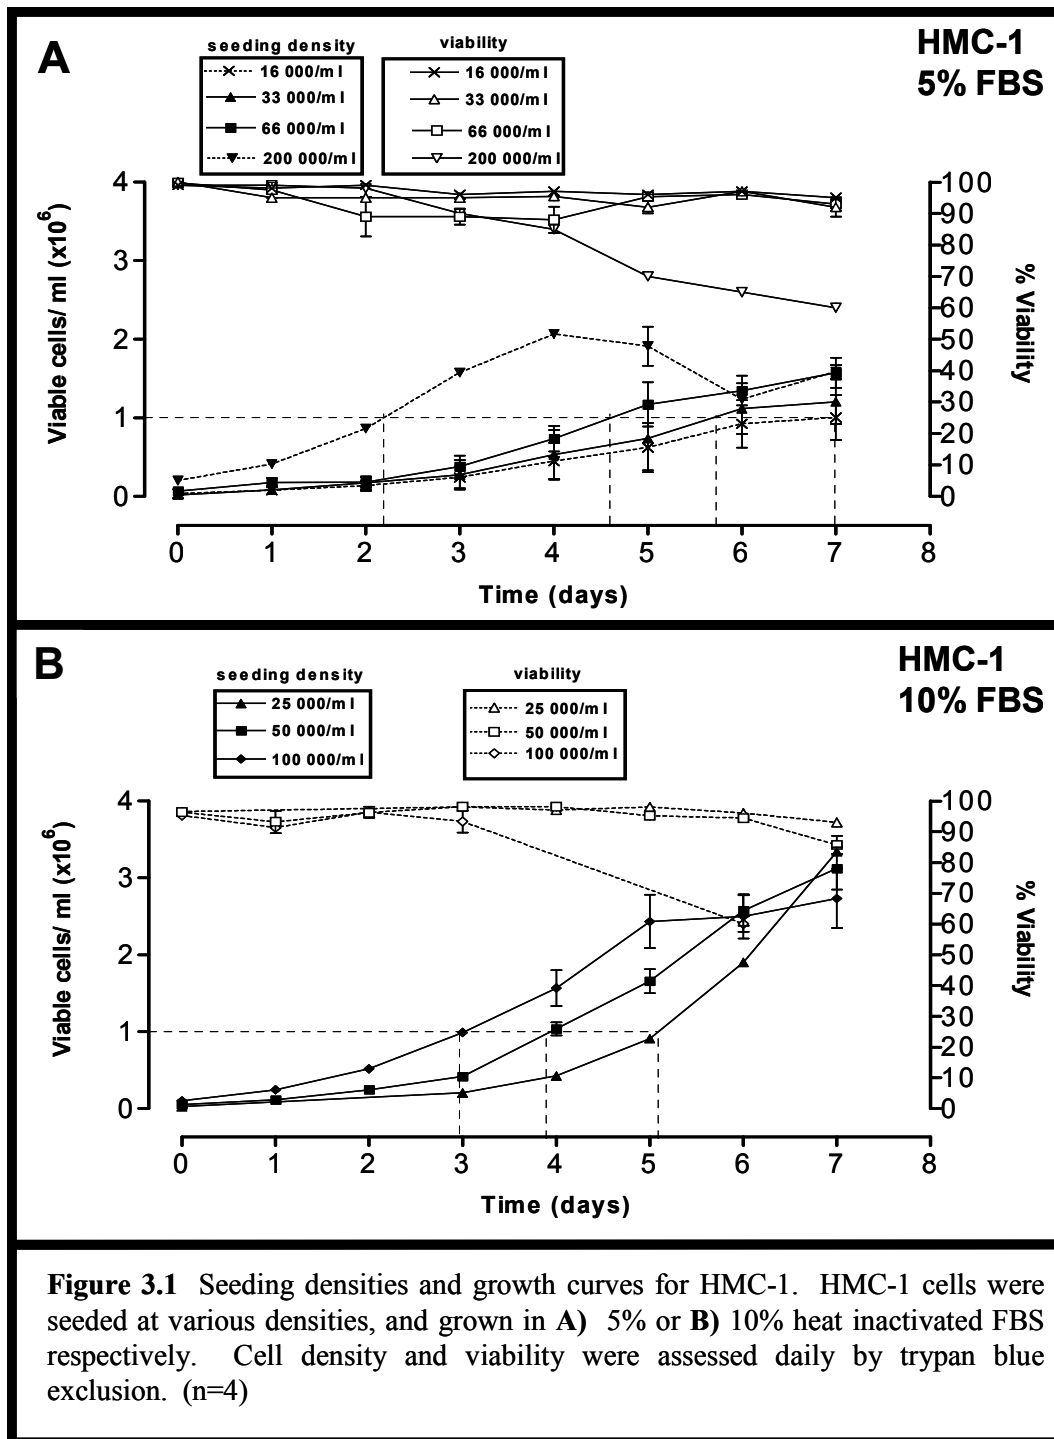 A
HMC-1
5% FBS
seeding density
16 000/ml
33 000/ml
66 000/ml
200 000/ml
viability
16 000/ml
33 000/ml
66 000/ml
200 000/ml
Viable cells/ ml (x10⁶)
4
3
2
1
0
100
90
80
70
60
50
40
30
20
10
0
% Viability
0 1 2 3 4 5 6 7 8
Time (days)
B
HMC-1
10% FBS
seeding density
25 000/ml
50 000/ml
100 000/ml
viability
25 000/ml
50 000/ml
100 000/ml
Viable cells/ ml (x10⁶)
4
3
2
1
0
100
90
80
70
60
50
40
30
20
10
0
% Viability
0 1 2 3 4 5 6 7 8
Time (days)
Figure 3.1 Seeding densities and growth curves for HMC-1. HMC-1 cells were
seeded at various densities, and grown in A) 5% or B) 10% heat inactivated FBS
respectively. Cell density and viability were assessed daily by trypan blue
exclusion. (n=4)